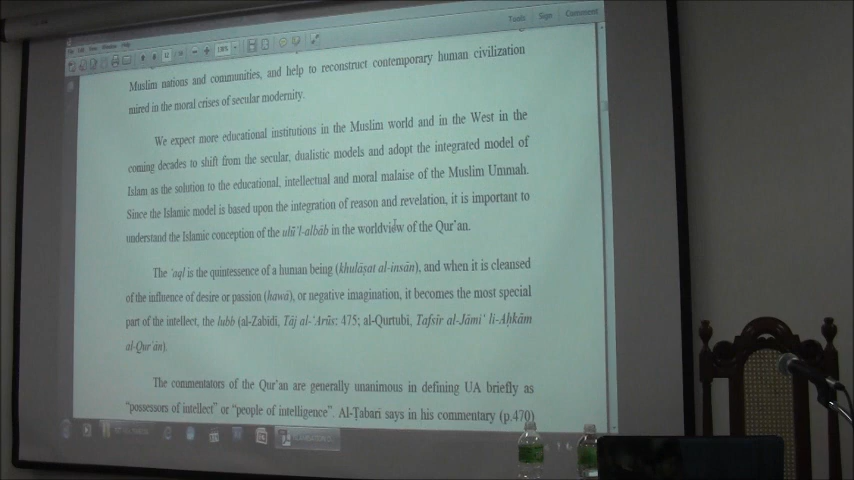 Tools Sign Comment
Muslim nations and communities, and help to reconstruct contemporary human civilization
mired in the moral crises of secular modernity.
We expect more educational institutions in the Muslim world and in the West in the
coming decades to shift from the secular, dualistic models and adopt the integrated model of
Islam as the solution to the educational, intellectual and moral malaise of the Muslim Ummah.
Since the Islamic model is based upon the integration of reason and revelation, it is important to
understand the Islamic conception of the ulū'l-albāb in the worldview of the Qur'an.
The 'aql is the quintessence of a human being (khulāṣat al-insān), and when it is cleansed
of the influence of desire or passion (hawā), or negative imagination, it becomes the most special
part of the intellect, the lubb (al-Zabīdī, Tāj al-'Arūs: 475; al-Qurtubī, Tafsīr al-Jāmi' li-Aḥkām
al-Qur'ān).
The commentators of the Qur'an are generally unanimous in defining UA briefly as
"possessors of intellect" or "people of intelligence". Al-Ṭabari says in his commentary (p.470)